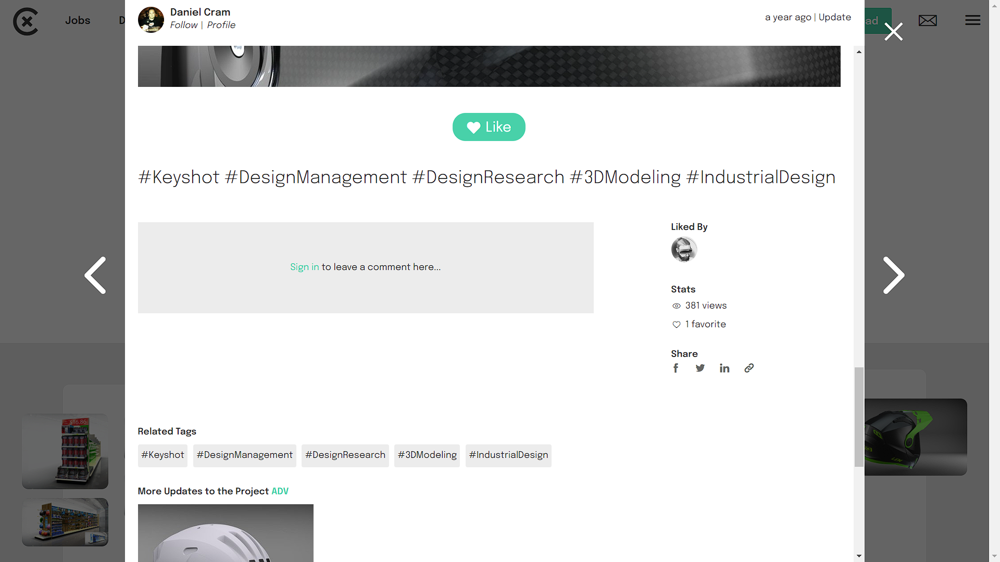 Jobs
Daniel Cram
Follow | Profile
a year ago | Update
ad
Like
#Keyshot #DesignManagement #DesignResearch #3DModeling #IndustrialDesign
Sign in to leave a comment here...
Liked By
Stats
381 views
1 favorite
Share
$16.86
Related Tags
#Keyshot
#DesignManagement
#DesignResearch
#3DModeling
#IndustrialDesign
More Updates to the Project ADV